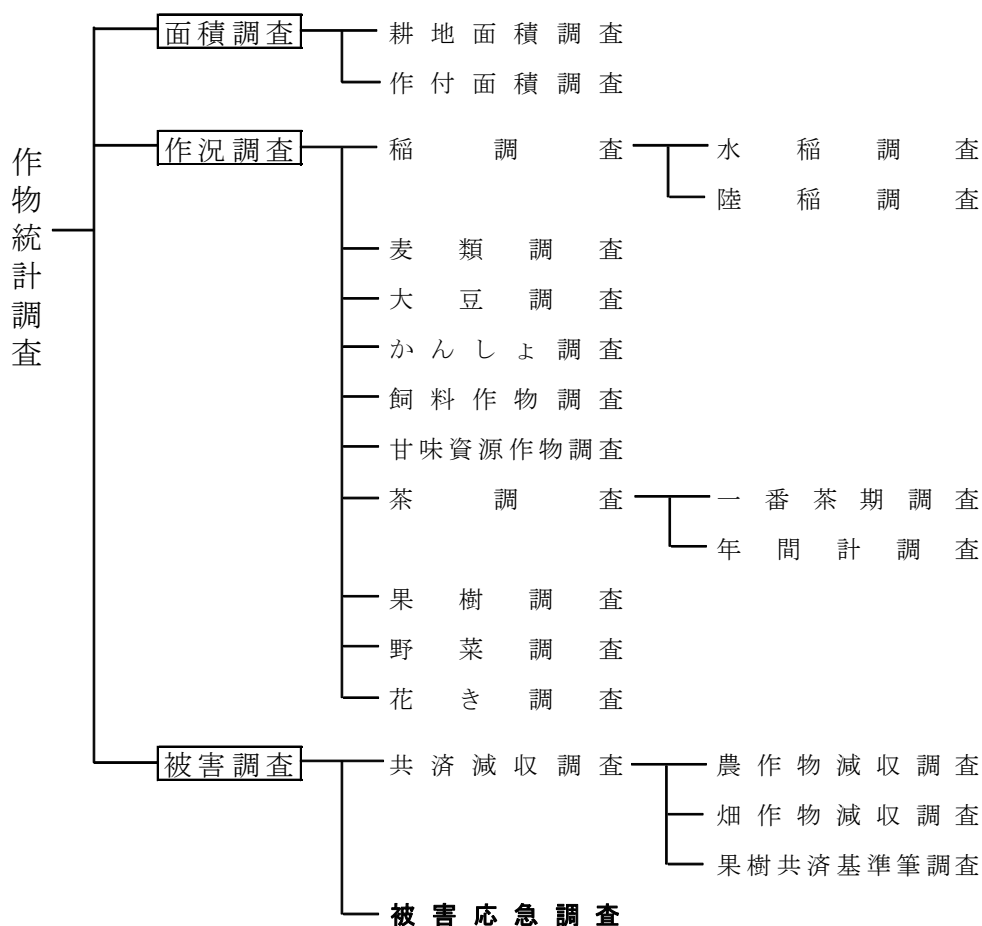 作物統計調査
面積調査
耕地面積調査
作付面積調査
作況調査
稲調査
水稲調査
陸稲調査
麦類調査
大豆調査
かんしょ調査
飼料作物調査
甘味資源作物調査
茶調査
一番茶期調査
年間計調査
果樹調査
野菜調査
花き調査
被害調査
共済減収調査
農作物減収調査
畑作物減収調査
果樹共済基準筆調査
被害応急調査